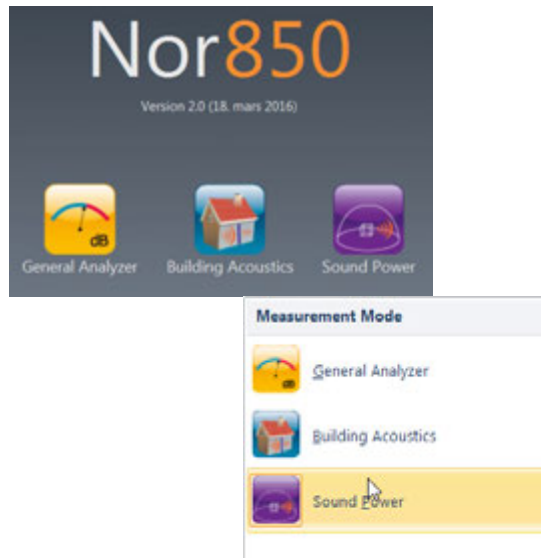 Nor850
Version 2.0 (18. mars 2016)
dB
General Analyzer Building Acoustics Sound Power
Measurement Mode
dB
General Analyzer
Building Acoustics
Sound Power